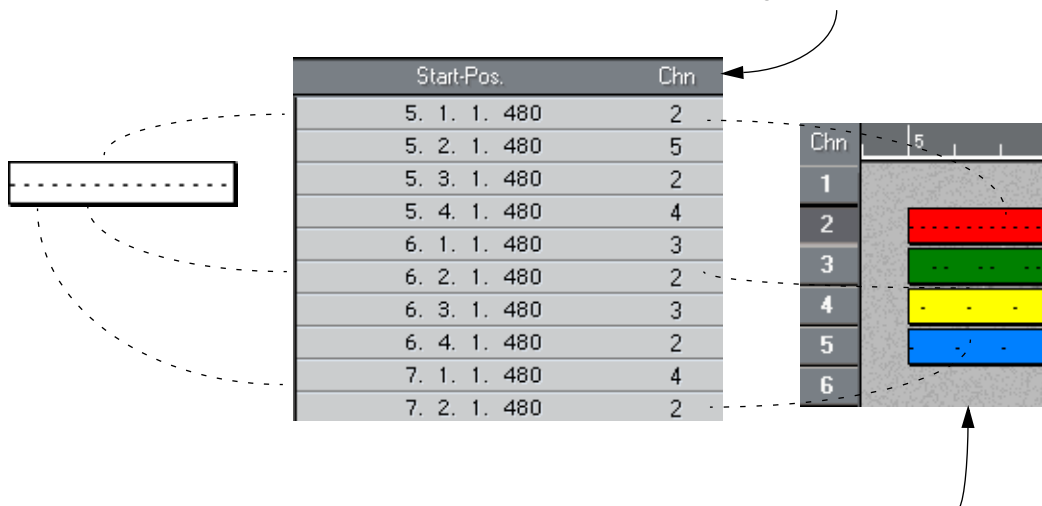 Start-Pos. Chn
5. 1. 1. 480 2
5. 2. 1. 480 5
5. 3. 1. 480 2
5. 4. 1. 480 4
6. 1. 1. 480 3
6. 2. 1. 480 2
6. 3. 1. 480 3
6. 4. 1. 480 2
7. 1. 1. 480 4
7. 2. 1. 480 2
Chn 5
1
2
3
4
5
6